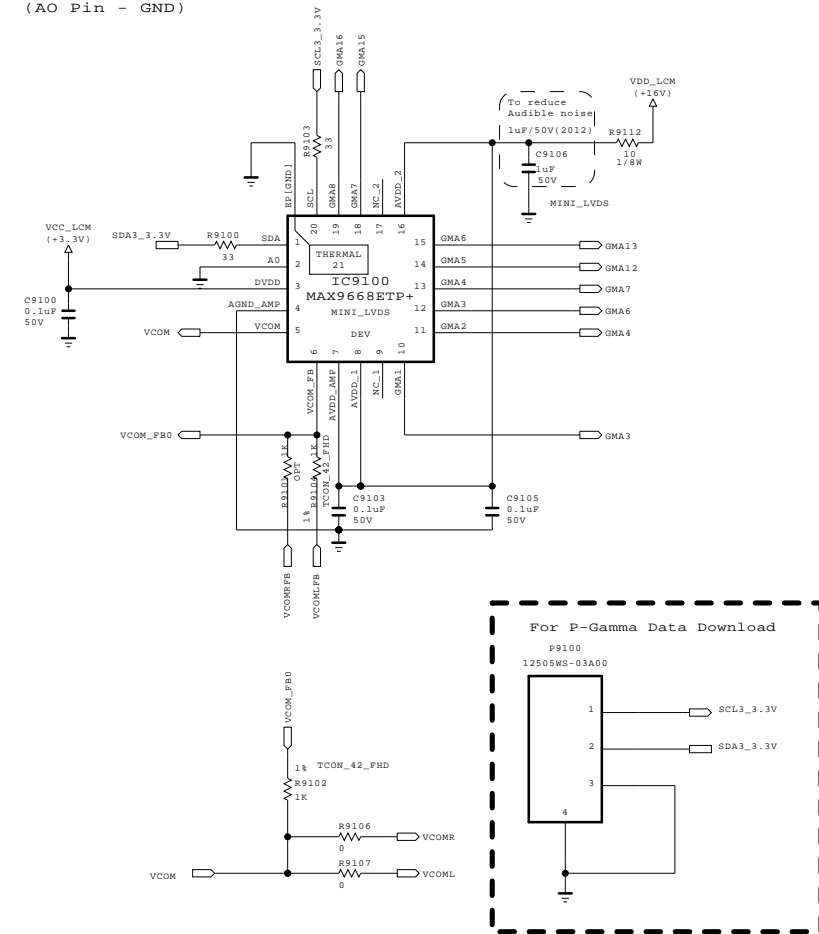 (A0 Pin - GND)
SCL3_3.3V
GMA16
GMA15
R9103
33
To reduce
Audible noise
1uF/50V(2012)
C9106
1uF
50V
MINI_LVDS
VDD_LCM
(+16V)
R9112
10
1/8W
EP[GND]
SCL
GMA8
GMA7
NC_2
AVDD_2
20
19
18
17
16
VCC_LCM
(+3.3V)
SDA3_3.3V
R9100
33
SDA
1
A0
2
DVDD
3
AGND_AMP
4
VCOM
VCOM
5
C9100
0.1uF
50V
THERMAL
21
IC9100
MAX9668ETP+
MINI_LVDS
DEV
15
GMA6
GMA13
14
GMA5
GMA12
13
GMA4
GMA7
12
GMA3
GMA6
11
GMA2
GMA4
6
7
8
9
10
VCOM_FB
AVDD_AMP
AVDD_1
NC_1
GMA1
GMA3
VCOM_FB0
1K
OPT
R9101
1K
TCON_42_FHD
R9104
1%
C9103
0.1uF
50V
C9105
0.1uF
50V
VCOMRFB
VCOMLFB
For P-Gamma Data Download
P9100
12505WS-03A00
1
SCL3_3.3V
2
SDA3_3.3V
3
4
VCOM_FB0
1%
TCON_42_FHD
R9102
1K
R9106
0
VCOMR
VCOM
R9107
0
VCOML